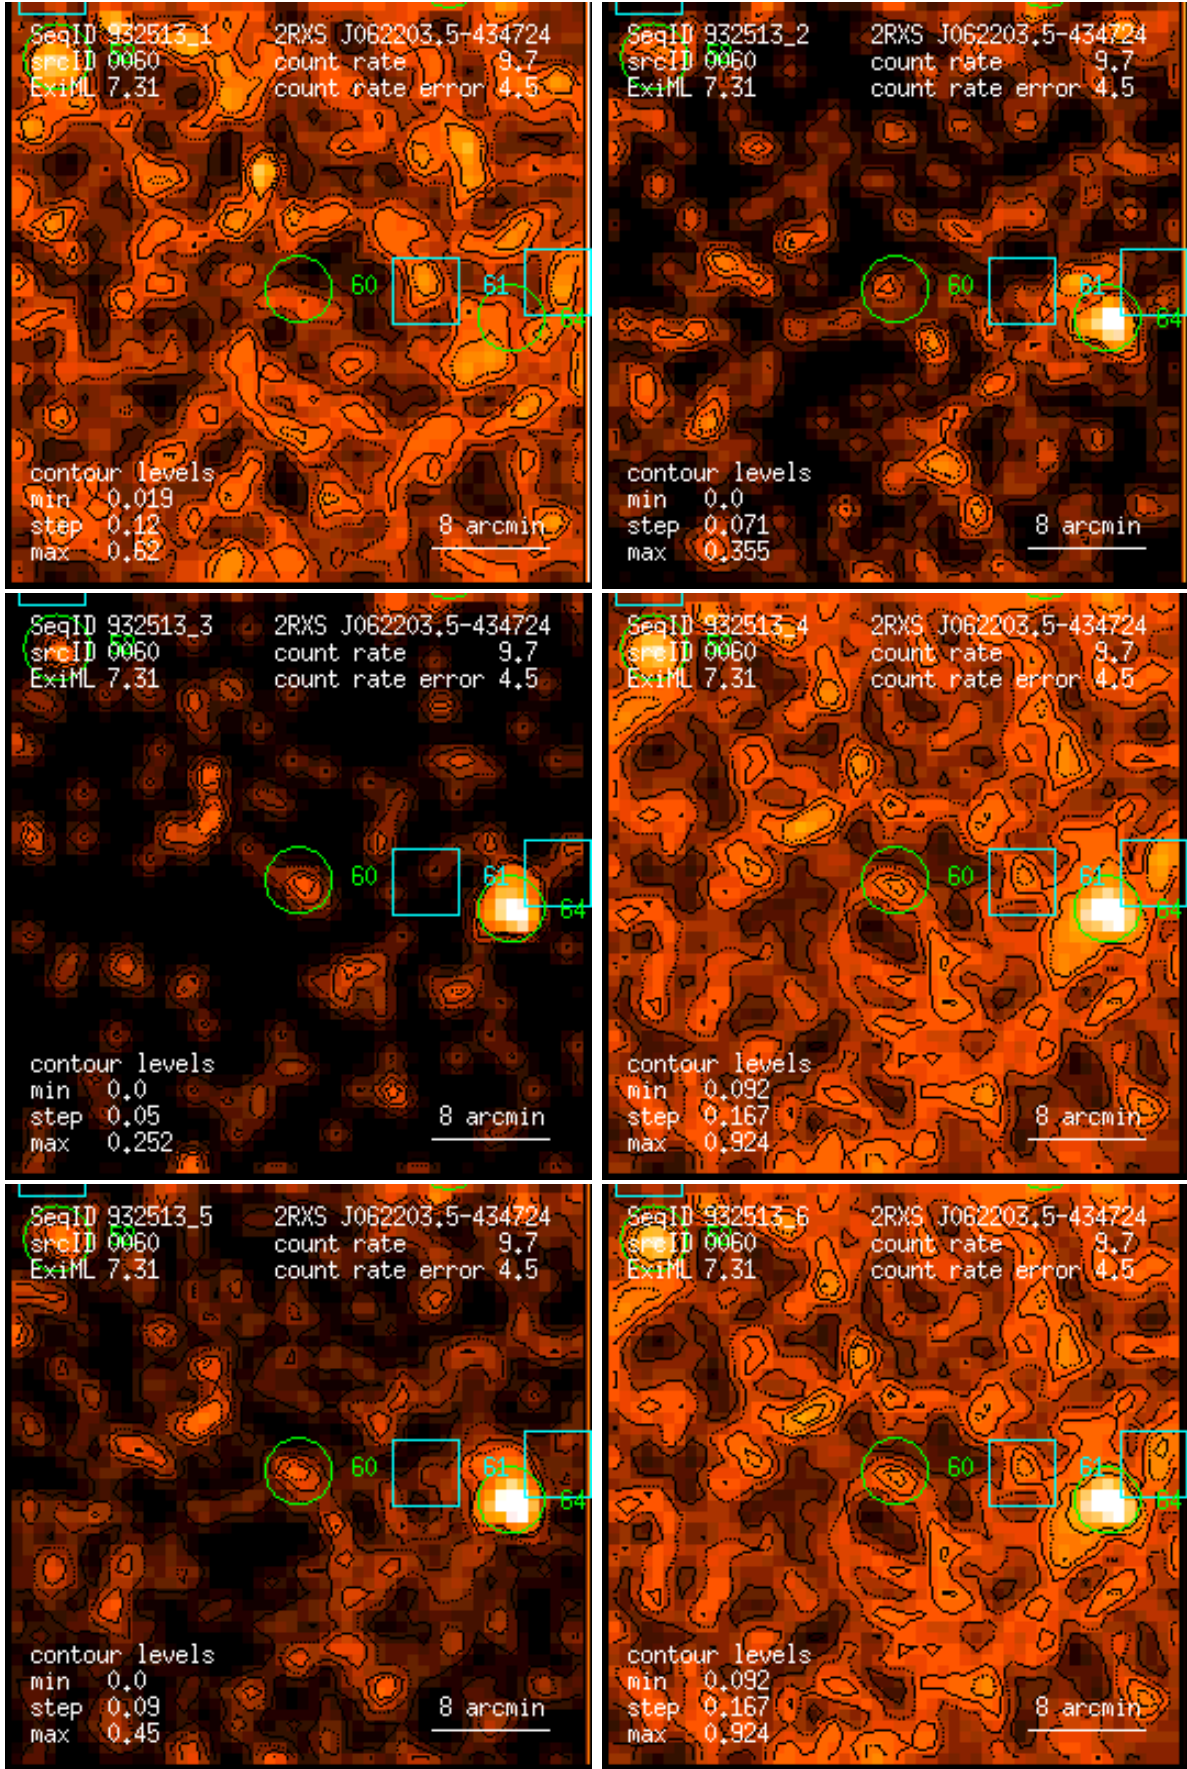 SeqID 932513_1 2RXS J062203.5-434724
srcID 0060 count rate 9.7
ExiML 7.31 count rate error 4.5
60 61
64
contour levels
min 0.019
step 0.12
max 0.62
8 arcmin
SeqID 932513_2 2RXS J062203.5-434724
srcID 0060 count rate 9.7
ExiML 7.31 count rate error 4.5
60 61
64
contour levels
min 0.0
step 0.071
max 0.355
8 arcmin
SeqID 932513_3 2RXS J062203.5-434724
srcID 0060 count rate 9.7
ExiML 7.31 count rate error 4.5
60 61
64
contour levels
min 0.0
step 0.05
max 0.252
8 arcmin
SeqID 932513_4 2RXS J062203.5-434724
srcID 0060 count rate 9.7
ExiML 7.31 count rate error 4.5
60 61
64
contour levels
min 0.092
step 0.167
max 0.924
8 arcmin
SeqID 932513_5 2RXS J062203.5-434724
srcID 0060 count rate 9.7
ExiML 7.31 count rate error 4.5
60 61
64
contour levels
min 0.0
step 0.09
max 0.45
8 arcmin
SeqID 932513_6 2RXS J062203.5-434724
srcID 0060 count rate 9.7
ExiML 7.31 count rate error 4.5
60 61
64
contour levels
min 0.092
step 0.167
max 0.924
8 arcmin